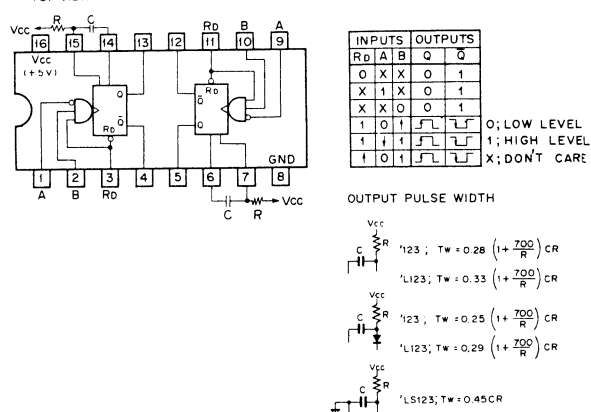 Vcc R C RD B A
16 15 14 13 12 11 10 9
Vcc
(+5V)
Q RD
Q̄ Q̄
RD Q
GND
1 2 3 4 5 6 7 8
A B RD C R Vcc
INPUTS OUTPUTS
RD A B Q Q̄
0 X X 0 1
X 1 X 0 1
X X 0 0 1
1 0 ↑ O; LOW LEVEL
1 ↓ 1 1; HIGH LEVEL
↑ 0 1 X; DON'T CARE
OUTPUT PULSE WIDTH
Vcc
R
C
'123 ; Tw = 0.28 (1+ 700/R) CR
'L123; Tw = 0.33 (1+ 700/R) CR
Vcc
R
C
'123 ; Tw = 0.25 (1+ 700/R) CR
'L123; Tw = 0.29 (1+ 700/R) CR
Vcc
R
C
'LS123; Tw = 0.45CR